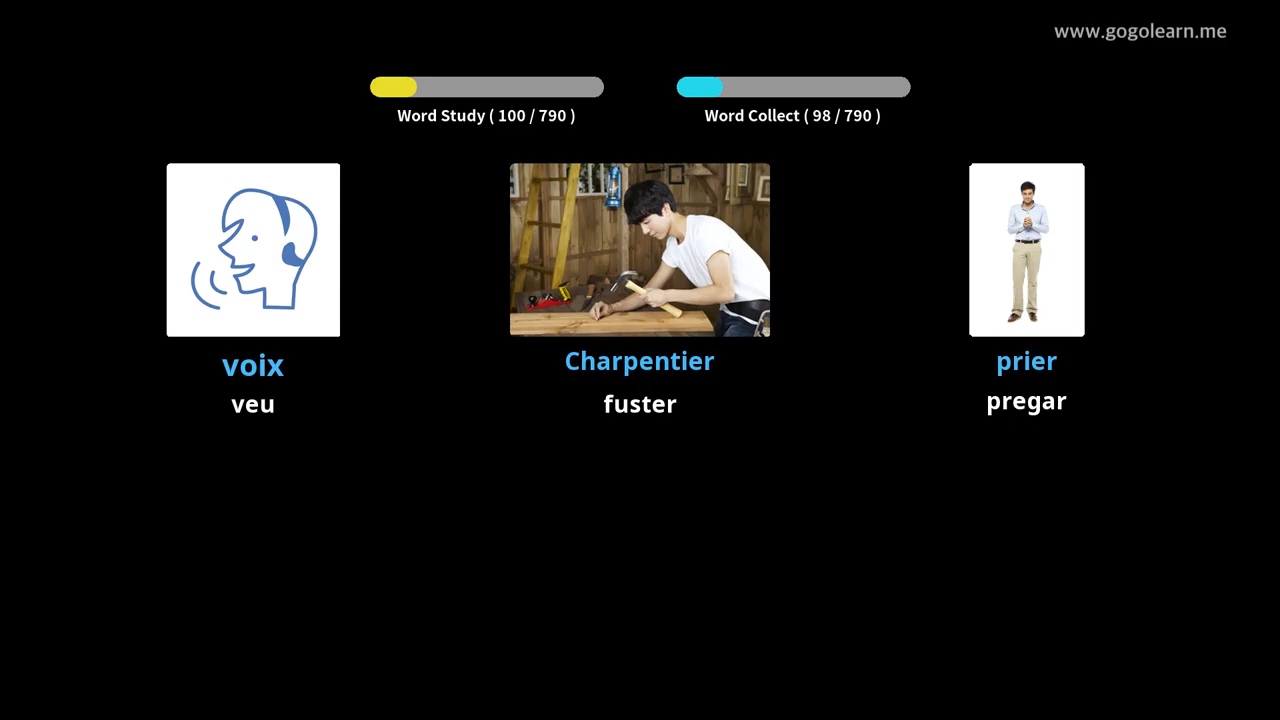 www.gogolearn.me
Word Study ( 100 / 790 )
Word Collect ( 98 / 790 )
voix
veu
Charpentier
fuster
prier
pregar